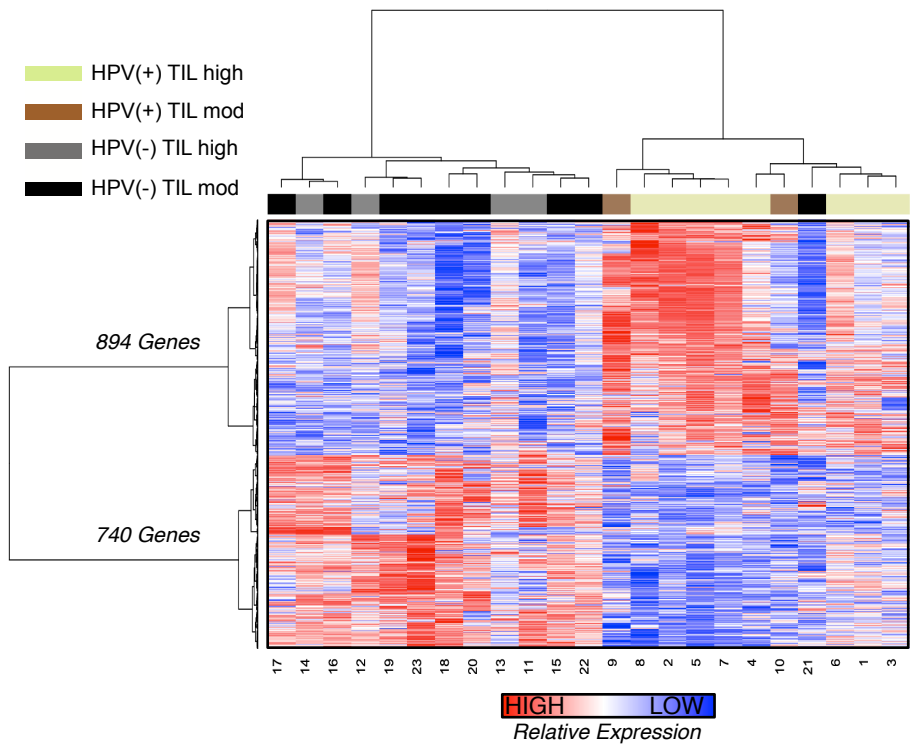 HPV(+) TIL high
HPV(+) TIL mod
HPV(-) TIL high
HPV(-) TIL mod
894 Genes
740 Genes
17 14 16 12 19 23 18 20 13 11 15 22 9 8 2 5 7 4 10 21 6 1 3
HIGH LOW
Relative Expression